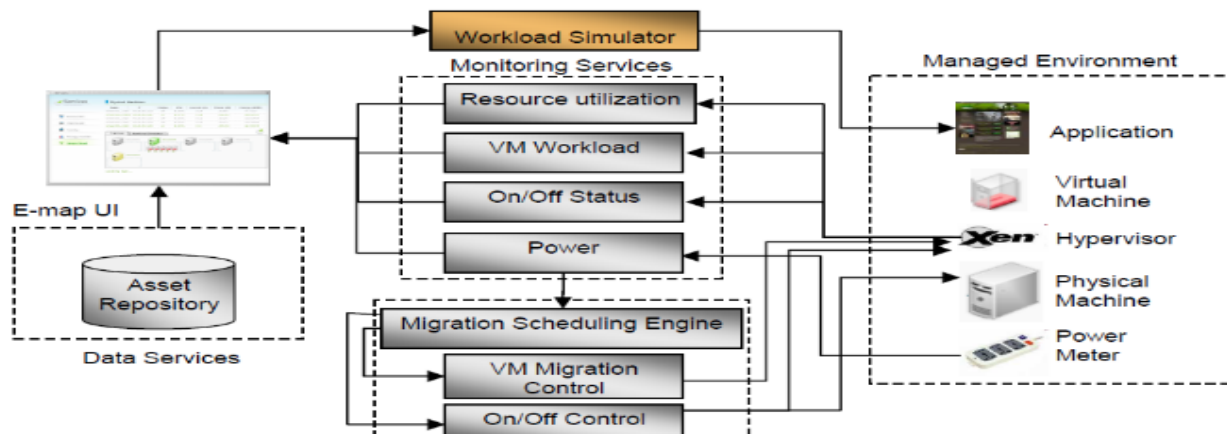 Workload Simulator
Monitoring Services
Managed Environment
Resource utilization
VM Workload
On/Off Status
Power
E-map UI
Asset
Repository
Data Services
Migration Scheduling Engine
VM Migration
Control
On/Off Control
Application
Virtual
Machine
Xen
Hypervisor
Physical
Machine
Power
Meter